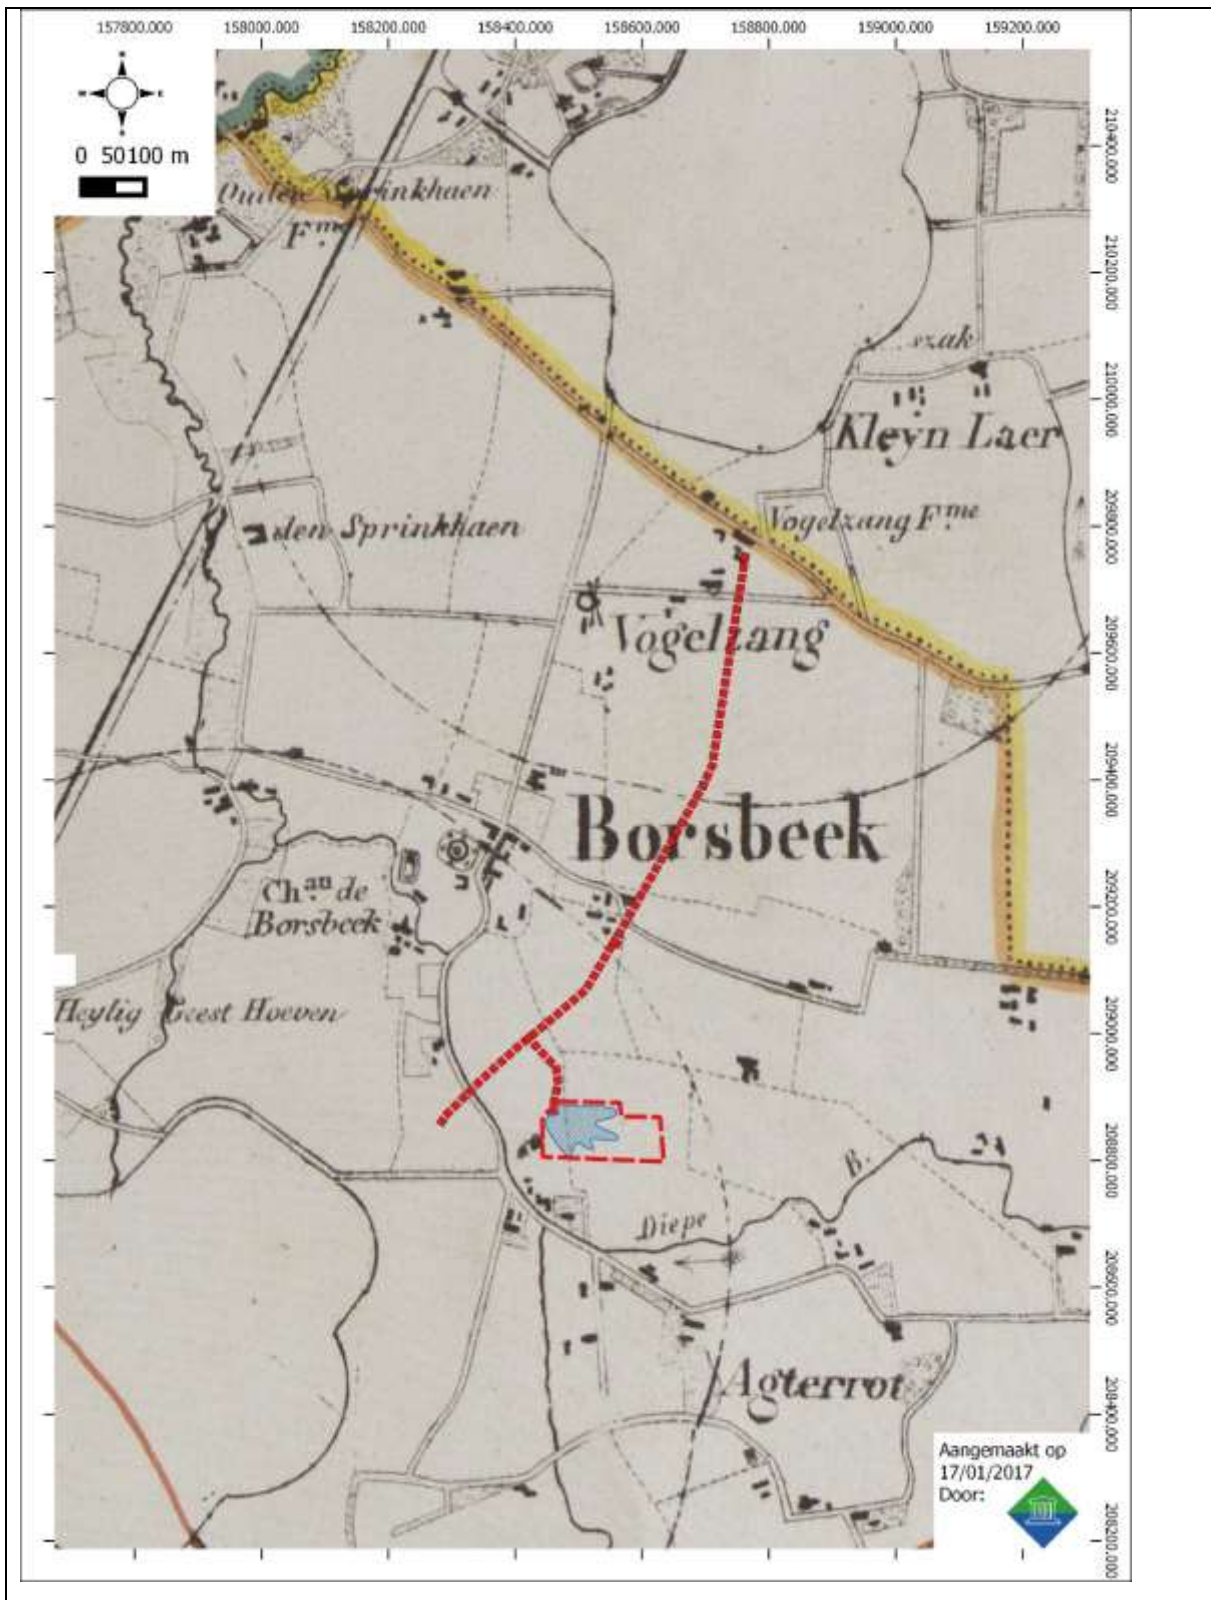 157800.000 158000.000 158200.000 158400.000 158600.000 158800.000 159000.000 159200.000
N
W E
S
0 50100 m
210400.000
Ouden Sprinkhaen
F.me
210200.000
szak
210000.000
Kleyn Laer
Vogelzang F.me
209800.000
den Sprinkhaen
Vogelzang
209600.000
209400.000
Borsbeek
Ch.au de
Borsbeek
209200.000
Heylig Geest Hoeven
209000.000
208800.000
Diepe B.
208600.000
Agterrot
208400.000
Aangemaakt op
17/01/2017
Door:
208200.000